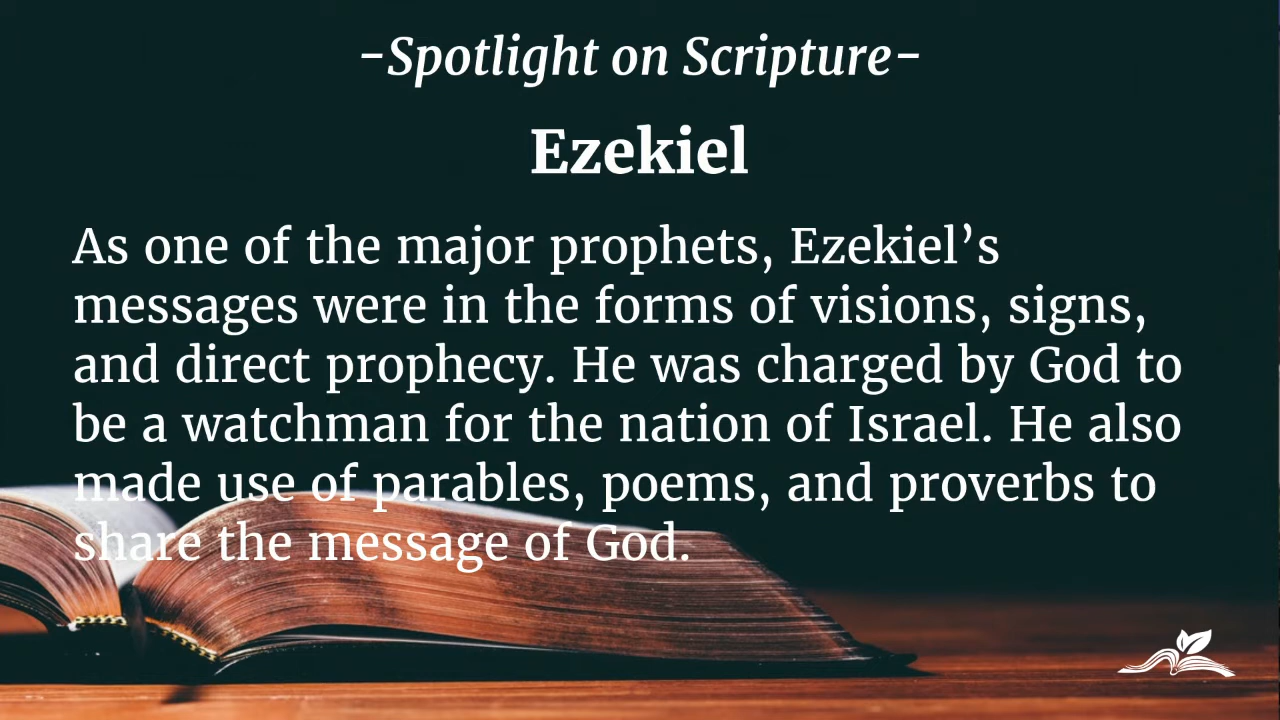 -Spotlight on Scripture-
Ezekiel
As one of the major prophets, Ezekiel’s
messages were in the forms of visions, signs,
and direct prophecy. He was charged by God to
be a watchman for the nation of Israel. He also
made use of parables, poems, and proverbs to
share the message of God.